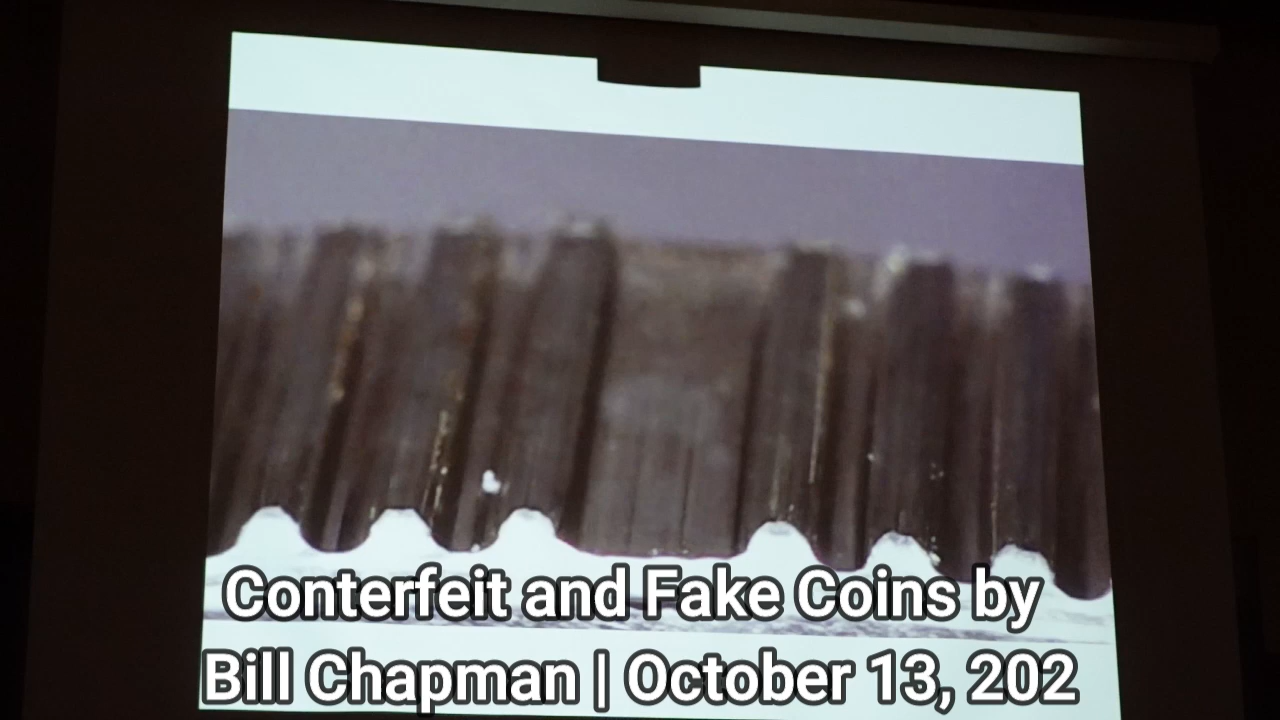 Conterfeit and Fake Coins by
Bill Chapman | October 13, 202